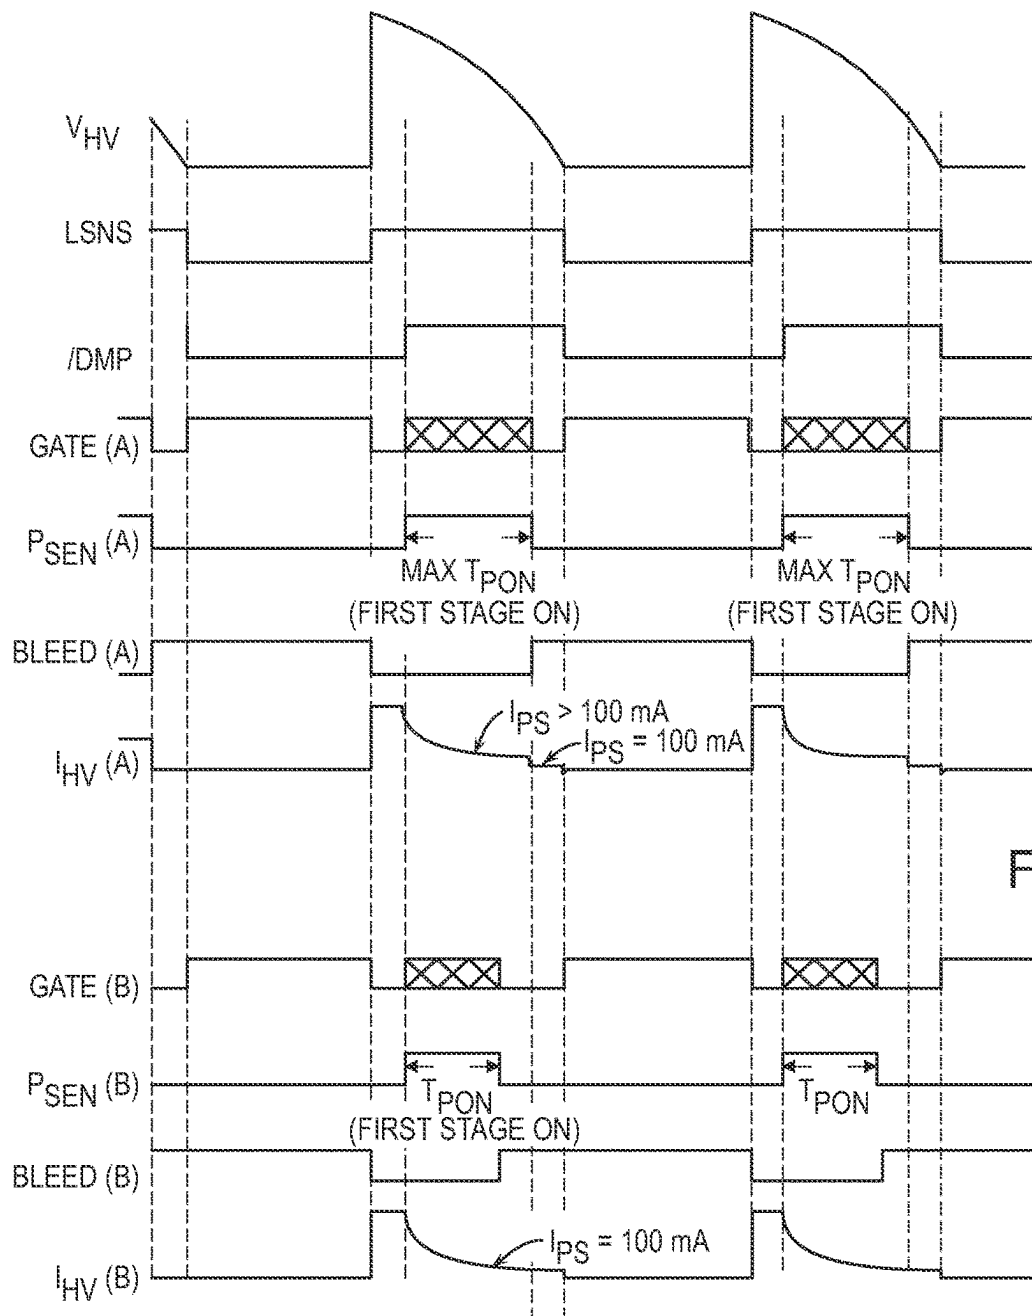 VHV
LSNS
/DMP
GATE (A)
PSEN (A)
MAX TPON
(FIRST STAGE ON)
MAX TPON
(FIRST STAGE ON)
BLEED (A)
IPS > 100 mA
IPS = 100 mA
IHV (A)
F
GATE (B)
PSEN (B)
TPON
(FIRST STAGE ON)
TPON
BLEED (B)
IPS = 100 mA
IHV (B)